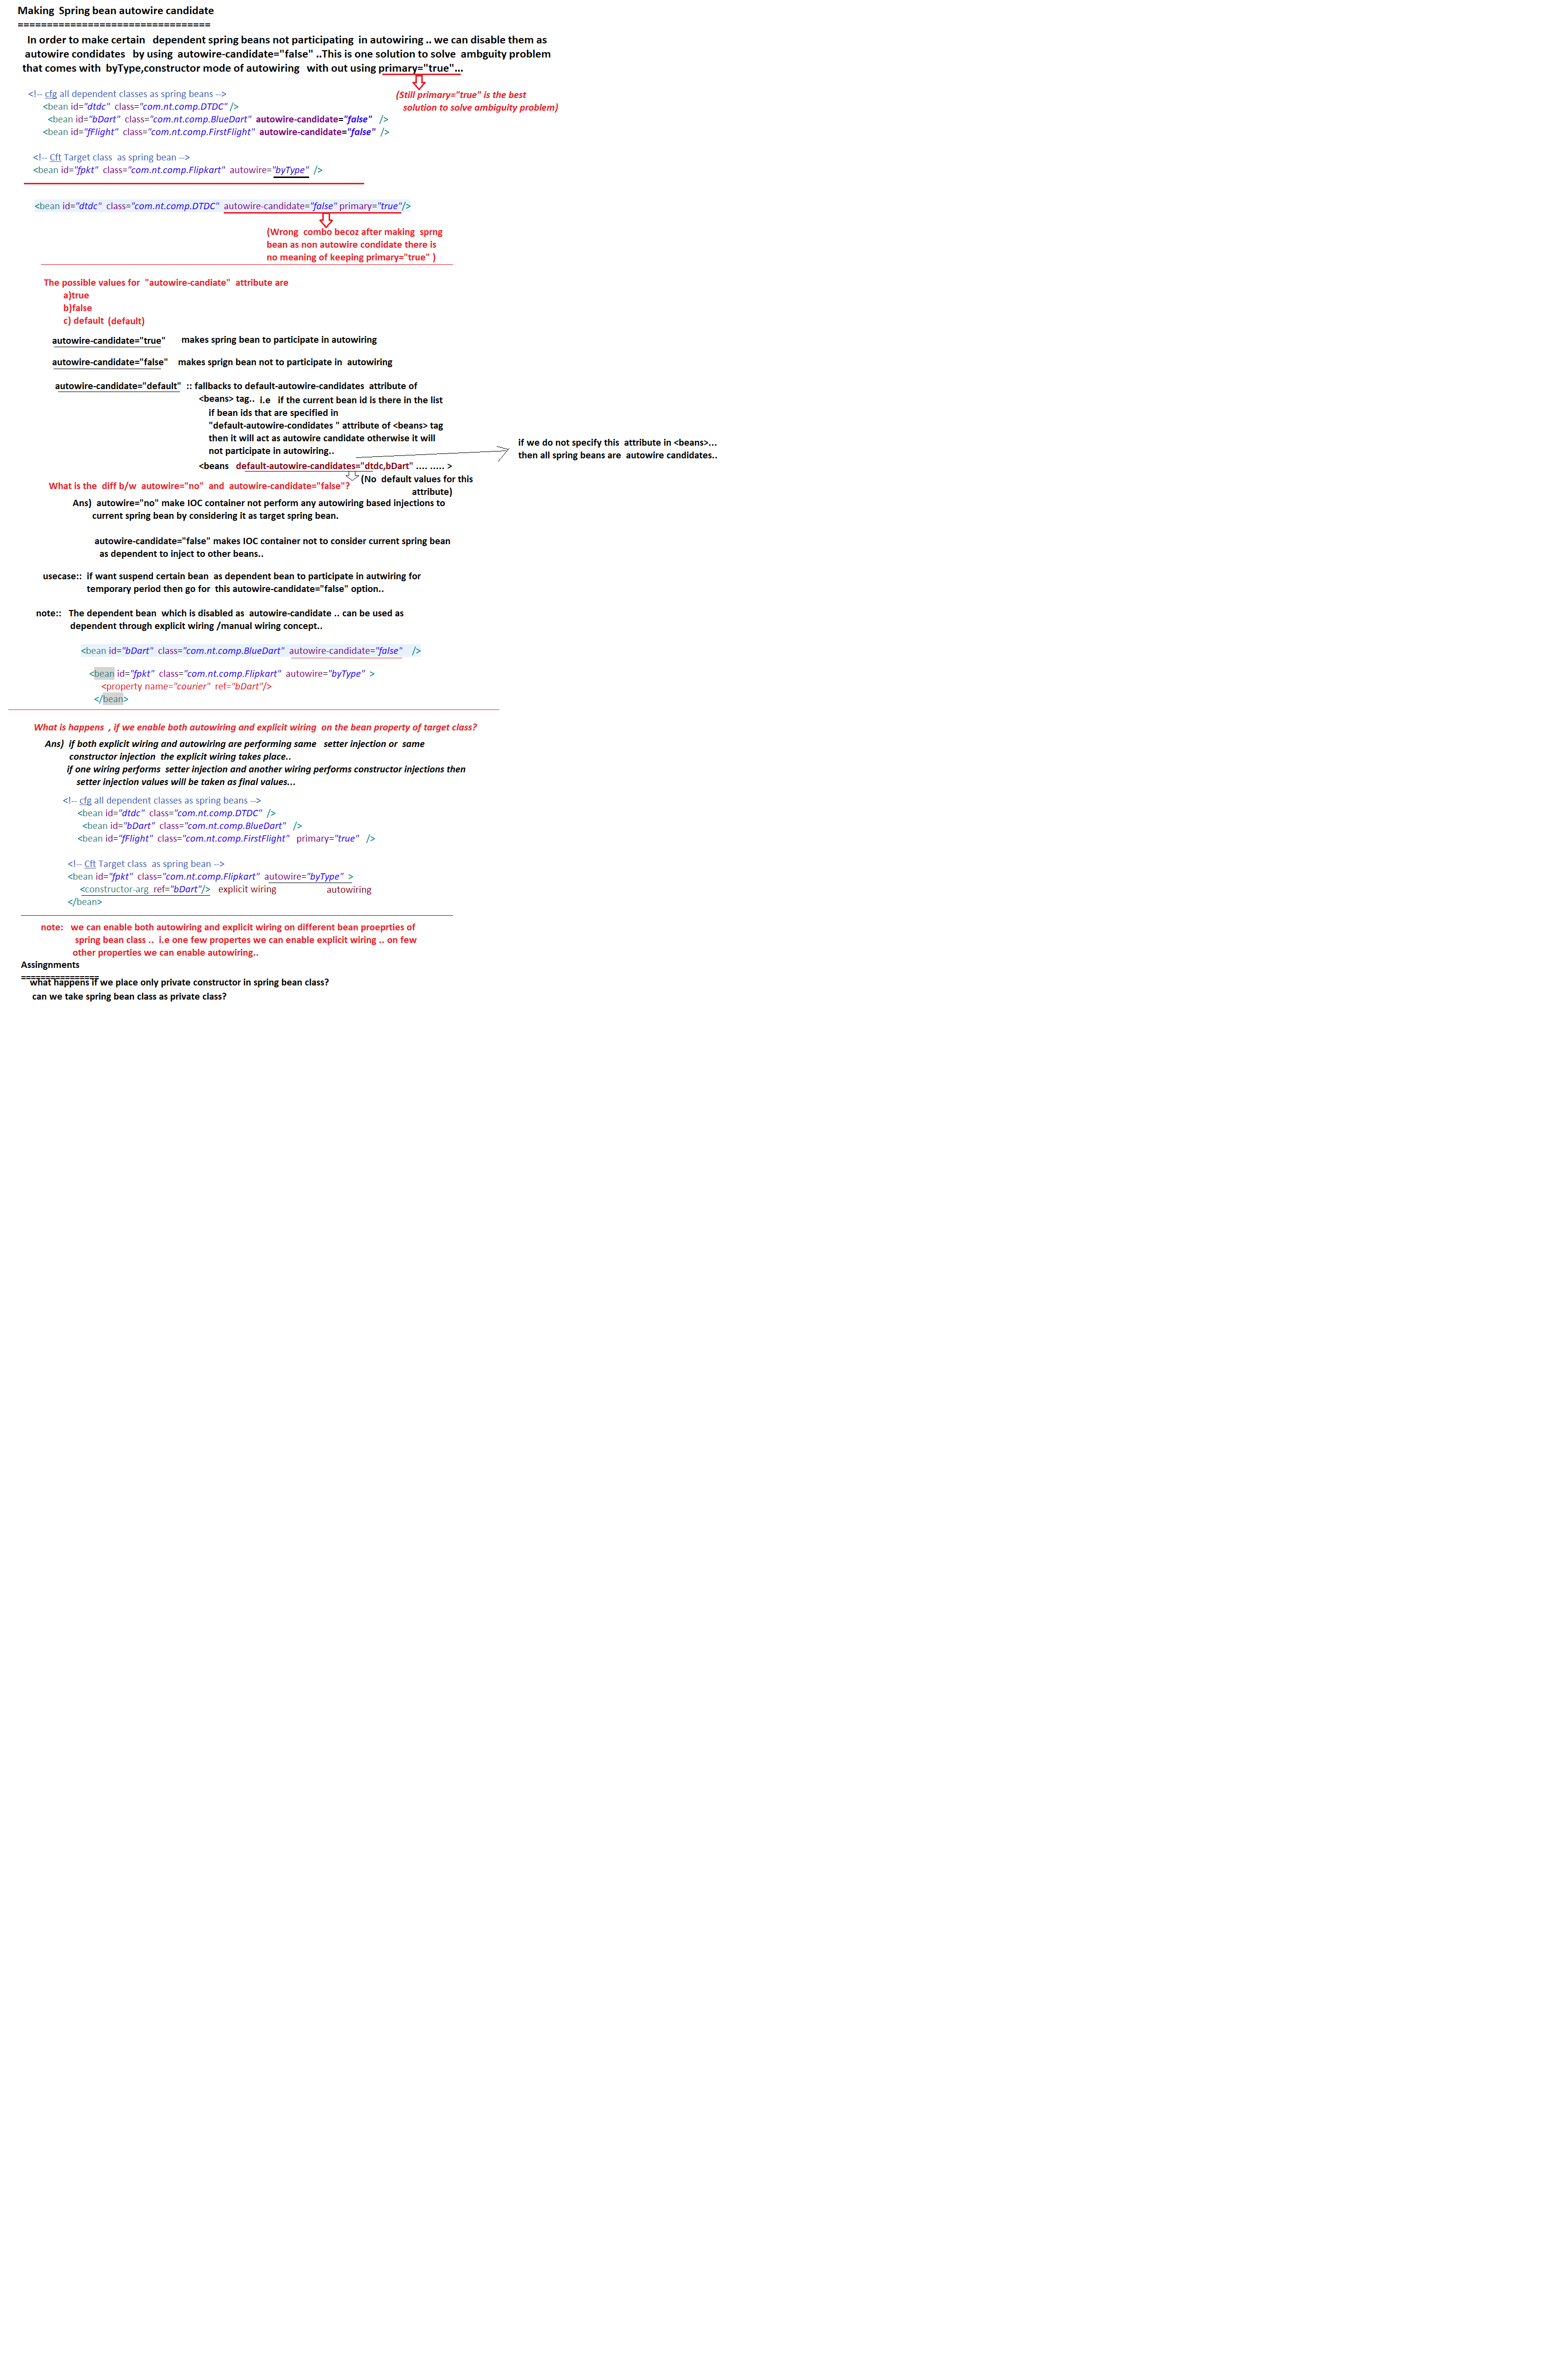 Making Spring bean autowire candidate
=================================
In order to make certain dependent spring beans not participating in autowiring .. we can disable them as
autowire condidates by using autowire-candidate="false" ..This is one solution to solve ambguity problem
that comes with byType,constructor mode of autowiring with out using primary="true"...
(Still primary="true" is the best
solution to solve ambiguity problem)
<!-- cfg all dependent classes as spring beans -->
<bean id="dtdc" class="com.nt.comp.DTDC" />
<bean id="bDart" class="com.nt.comp.BlueDart" autowire-candidate="false" />
<bean id="fFlight" class="com.nt.comp.FirstFlight" autowire-candidate="false" />
<!-- Cft Target class as spring bean -->
<bean id="fpkt" class="com.nt.comp.Flipkart" autowire="byType" />
<bean id="dtdc" class="com.nt.comp.DTDC" autowire-candidate="false" primary="true"/>
(Wrong combo becoz after making sprng
bean as non autowire condidate there is
no meaning of keeping primary="true" )
The possible values for "autowire-candiate" attribute are
a)true
b)false
c) default (default)
autowire-candidate="true" makes spring bean to participate in autowiring
autowire-candidate="false" makes sprign bean not to participate in autowiring
autowire-candidate="default" :: fallbacks to default-autowire-candidates attribute of
<beans> tag.. i.e if the current bean id is there in the list
if bean ids that are specified in
"default-autowire-condidates " attribute of <beans> tag
then it will act as autowire candidate otherwise it will
not participate in autowiring..
if we do not specify this attribute in <beans>...
then all spring beans are autowire candidates..
<beans default-autowire-candidates="dtdc,bDart" .... ..... >
(No default values for this
attribute)
What is the diff b/w autowire="no" and autowire-candidate="false"?
Ans) autowire="no" make IOC container not perform any autowiring based injections to
current spring bean by considering it as target spring bean.
autowire-candidate="false" makes IOC container not to consider current spring bean
as dependent to inject to other beans..
usecase:: if want suspend certain bean as dependent bean to participate in autwiring for
temporary period then go for this autowire-candidate="false" option..
note:: The dependent bean which is disabled as autowire-candidate .. can be used as
dependent through explicit wiring /manual wiring concept..
<bean id="bDart" class="com.nt.comp.BlueDart" autowire-candidate="false" />
<bean id="fpkt" class="com.nt.comp.Flipkart" autowire="byType" >
<property name="courier" ref="bDart"/>
</bean>
What is happens , if we enable both autowiring and explicit wiring on the bean property of target class?
Ans) if both explicit wiring and autowiring are performing same setter injection or same
constructor injection the explicit wiring takes place..
if one wiring performs setter injection and another wiring performs constructor injections then
setter injection values will be taken as final values...
<!-- cfg all dependent classes as spring beans -->
<bean id="dtdc" class="com.nt.comp.DTDC" />
<bean id="bDart" class="com.nt.comp.BlueDart" />
<bean id="fFlight" class="com.nt.comp.FirstFlight" primary="true" />
<!-- Cft Target class as spring bean -->
<bean id="fpkt" class="com.nt.comp.Flipkart" autowire="byType" >
<constructor-arg ref="bDart"/> explicit wiring autowiring
</bean>
note: we can enable both autowiring and explicit wiring on different bean proeprties of
spring bean class .. i.e one few propertes we can enable explicit wiring .. on few
other properties we can enable autowiring..
Assingnments
================
what happens if we place only private constructor in spring bean class?
can we take spring bean class as private class?